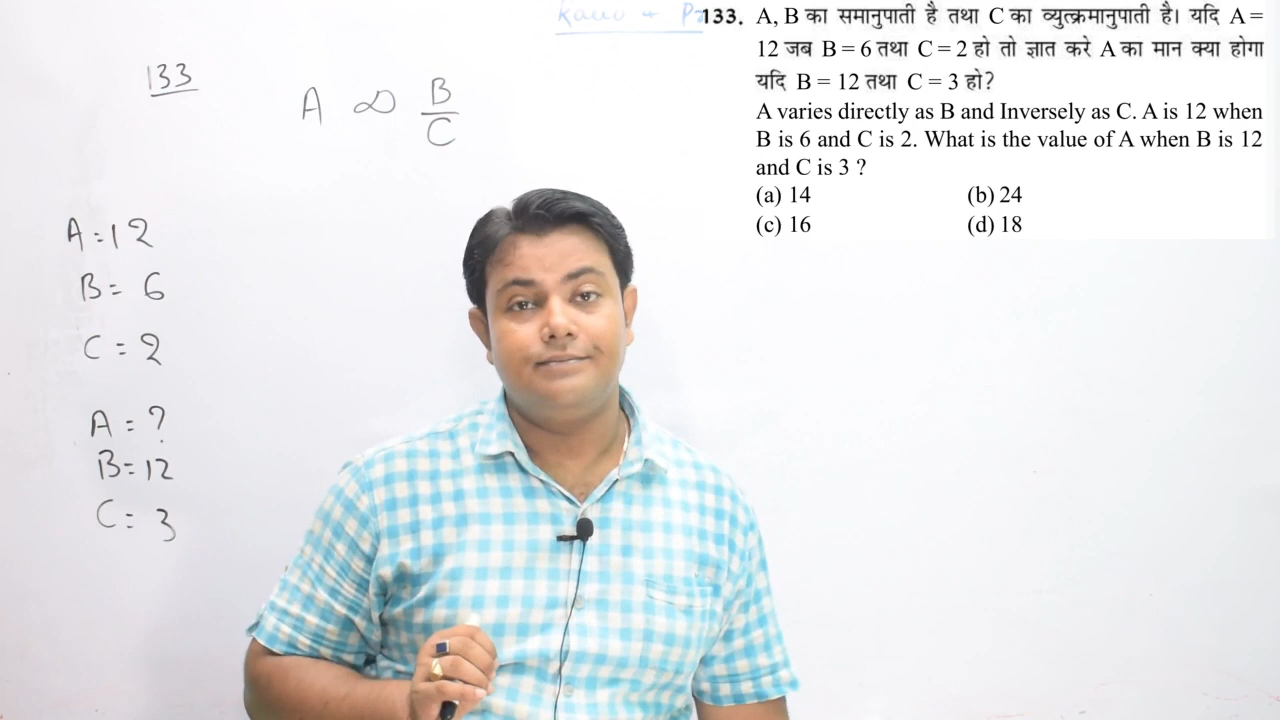 133. A, B का समानुपाती है तथा C का व्युत्क्रमानुपाती है। यदि A =
12 जब B = 6 तथा C = 2 हो तो ज्ञात करे A का मान क्या होगा
यदि B = 12 तथा C = 3 हो?
A varies directly as B and Inversely as C. A is 12 when
B is 6 and C is 2. What is the value of A when B is 12
and C is 3 ?
(a) 14 (b) 24
(c) 16 (d) 18
133
A ∝ B/C
A = 12
B = 6
C = 2
A = ?
B = 12
C = 3